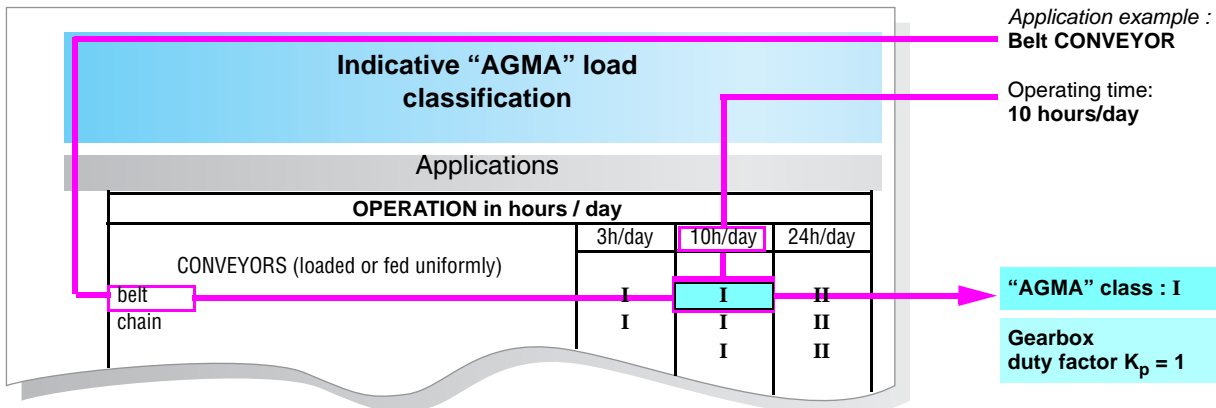 Application example :
Belt CONVEYOR
Indicative “AGMA” load
classification
Operating time:
10 hours/day
Applications
OPERATION in hours / day
3h/day 10h/day 24h/day
CONVEYORS (loaded or fed uniformly)
belt I I II
chain I I II
I II
“AGMA” class : I
Gearbox
duty factor Kp = 1